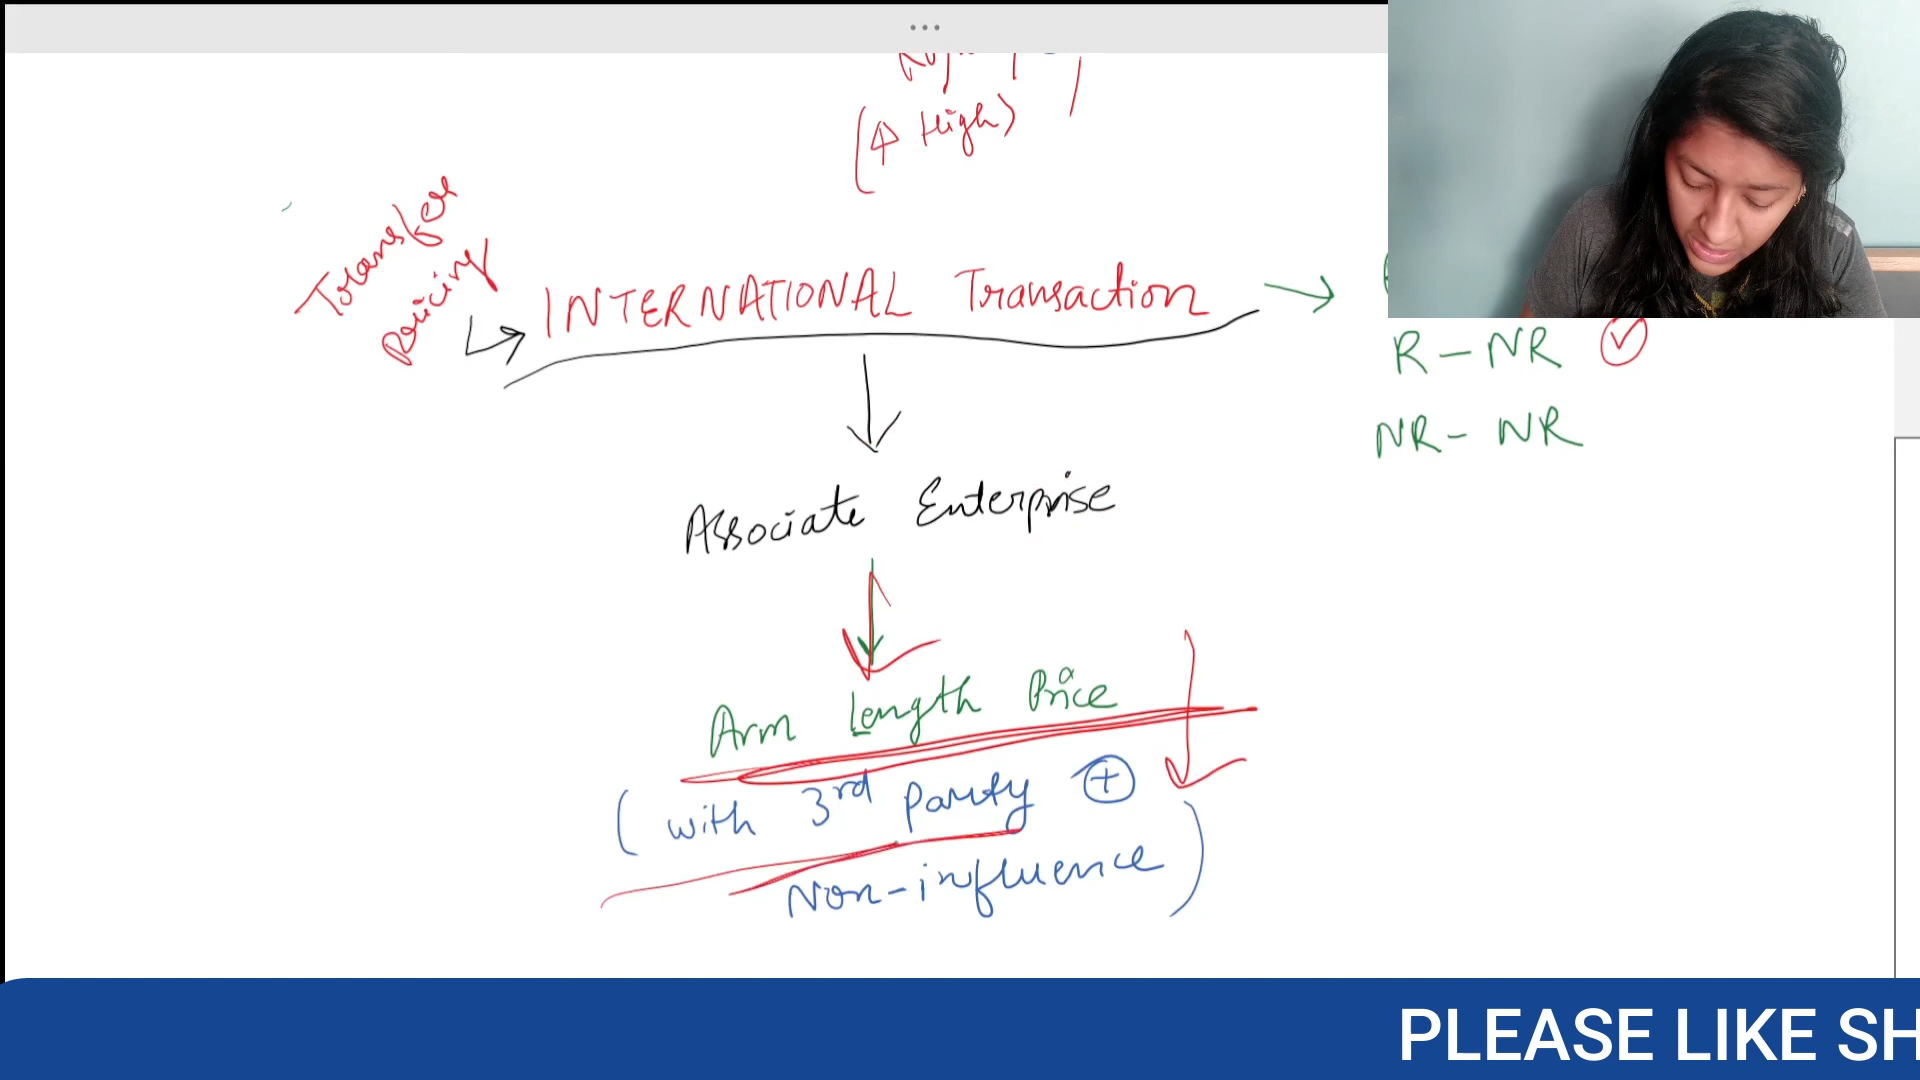 (↑ High)
Transfer
Pricing
INTERNATIONAL Transaction
R - NR
NR - NR
Associate Enterprise
Arm Length Price
(with 3rd party +
Non-influence)
PLEASE LIKE SH